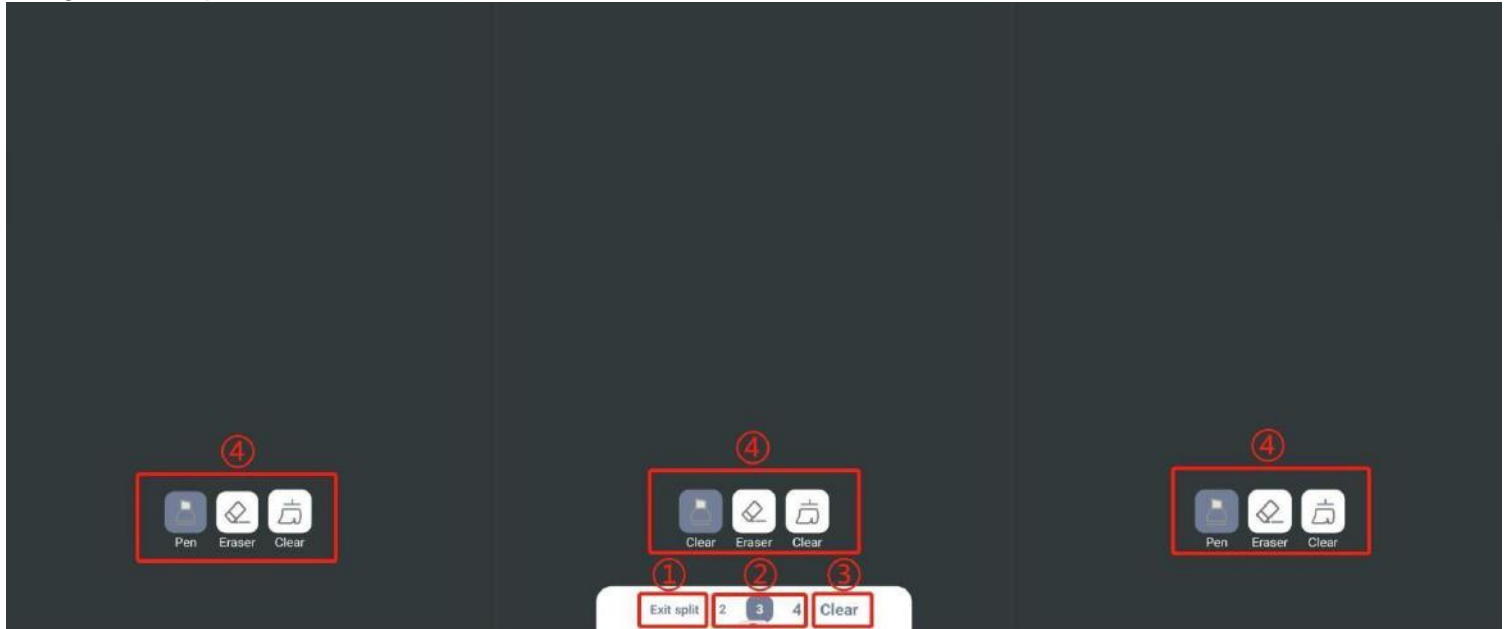 ④ ④ ④
Pen Eraser Clear Clear Eraser Clear Pen Eraser Clear
① ② ③
Exit split 2 3 4 Clear